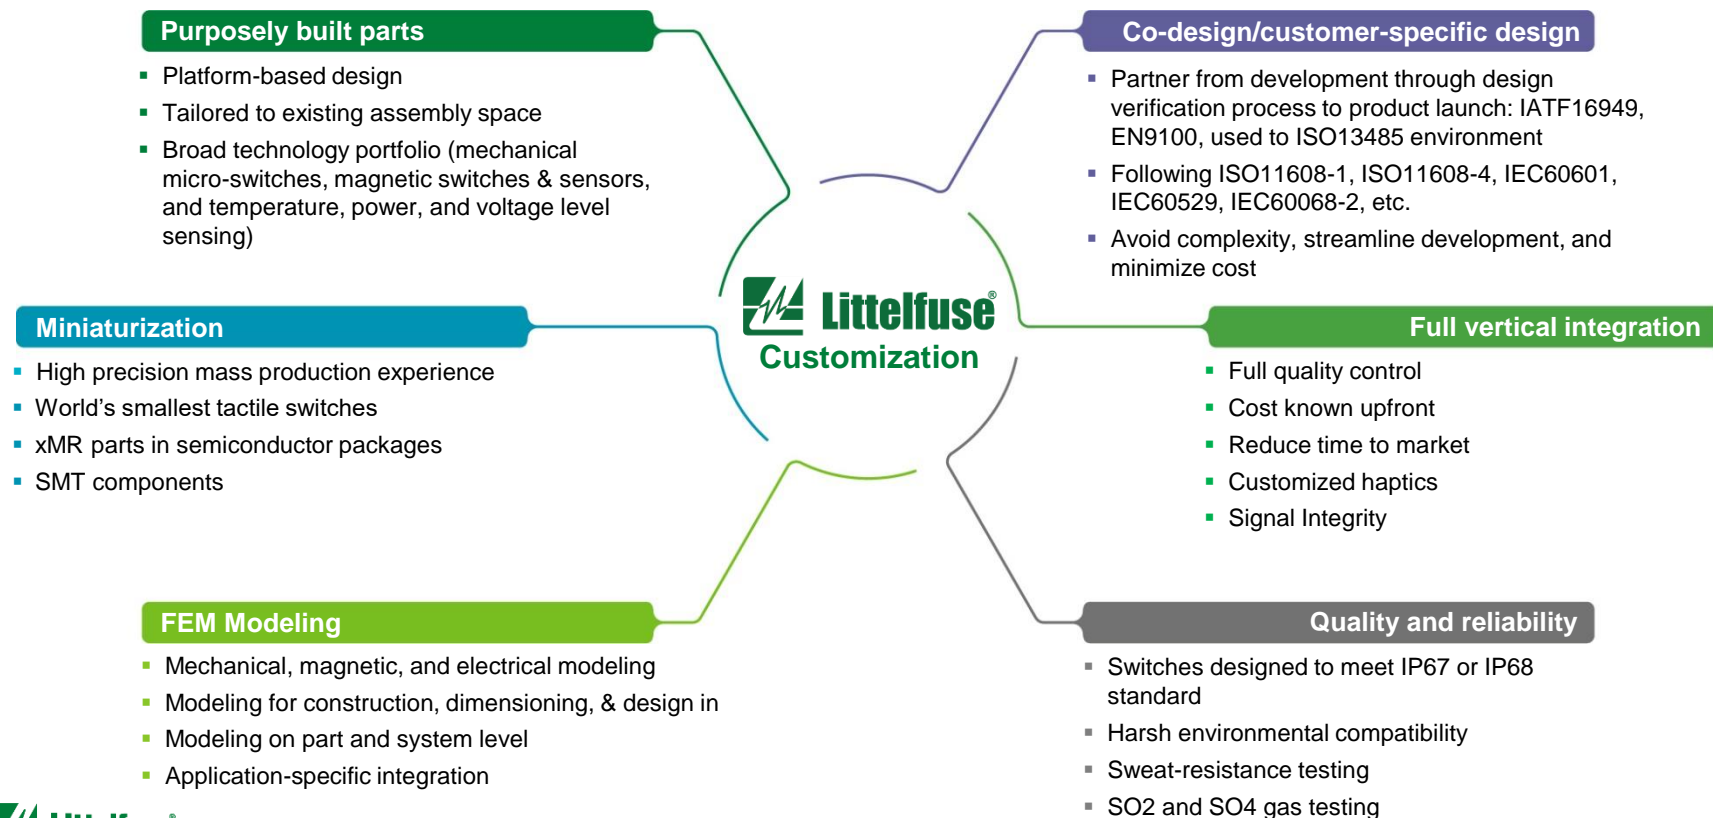 Purposely built parts
▪ Platform-based design
▪ Tailored to existing assembly space
▪ Broad technology portfolio (mechanical
micro-switches, magnetic switches & sensors,
and temperature, power, and voltage level
sensing)
Co-design/customer-specific design
▪ Partner from development through design
verification process to product launch: IATF16949,
EN9100, used to ISO13485 environment
▪ Following ISO11608-1, ISO11608-4, IEC60601,
IEC60529, IEC60068-2, etc.
▪ Avoid complexity, streamline development, and
minimize cost
Littelfuse®
Customization
Miniaturization
▪ High precision mass production experience
▪ World’s smallest tactile switches
▪ xMR parts in semiconductor packages
▪ SMT components
Full vertical integration
▪ Full quality control
▪ Cost known upfront
▪ Reduce time to market
▪ Customized haptics
▪ Signal Integrity
FEM Modeling
▪ Mechanical, magnetic, and electrical modeling
▪ Modeling for construction, dimensioning, & design in
▪ Modeling on part and system level
▪ Application-specific integration
Quality and reliability
▪ Switches designed to meet IP67 or IP68
standard
▪ Harsh environmental compatibility
▪ Sweat-resistance testing
▪ SO2 and SO4 gas testing